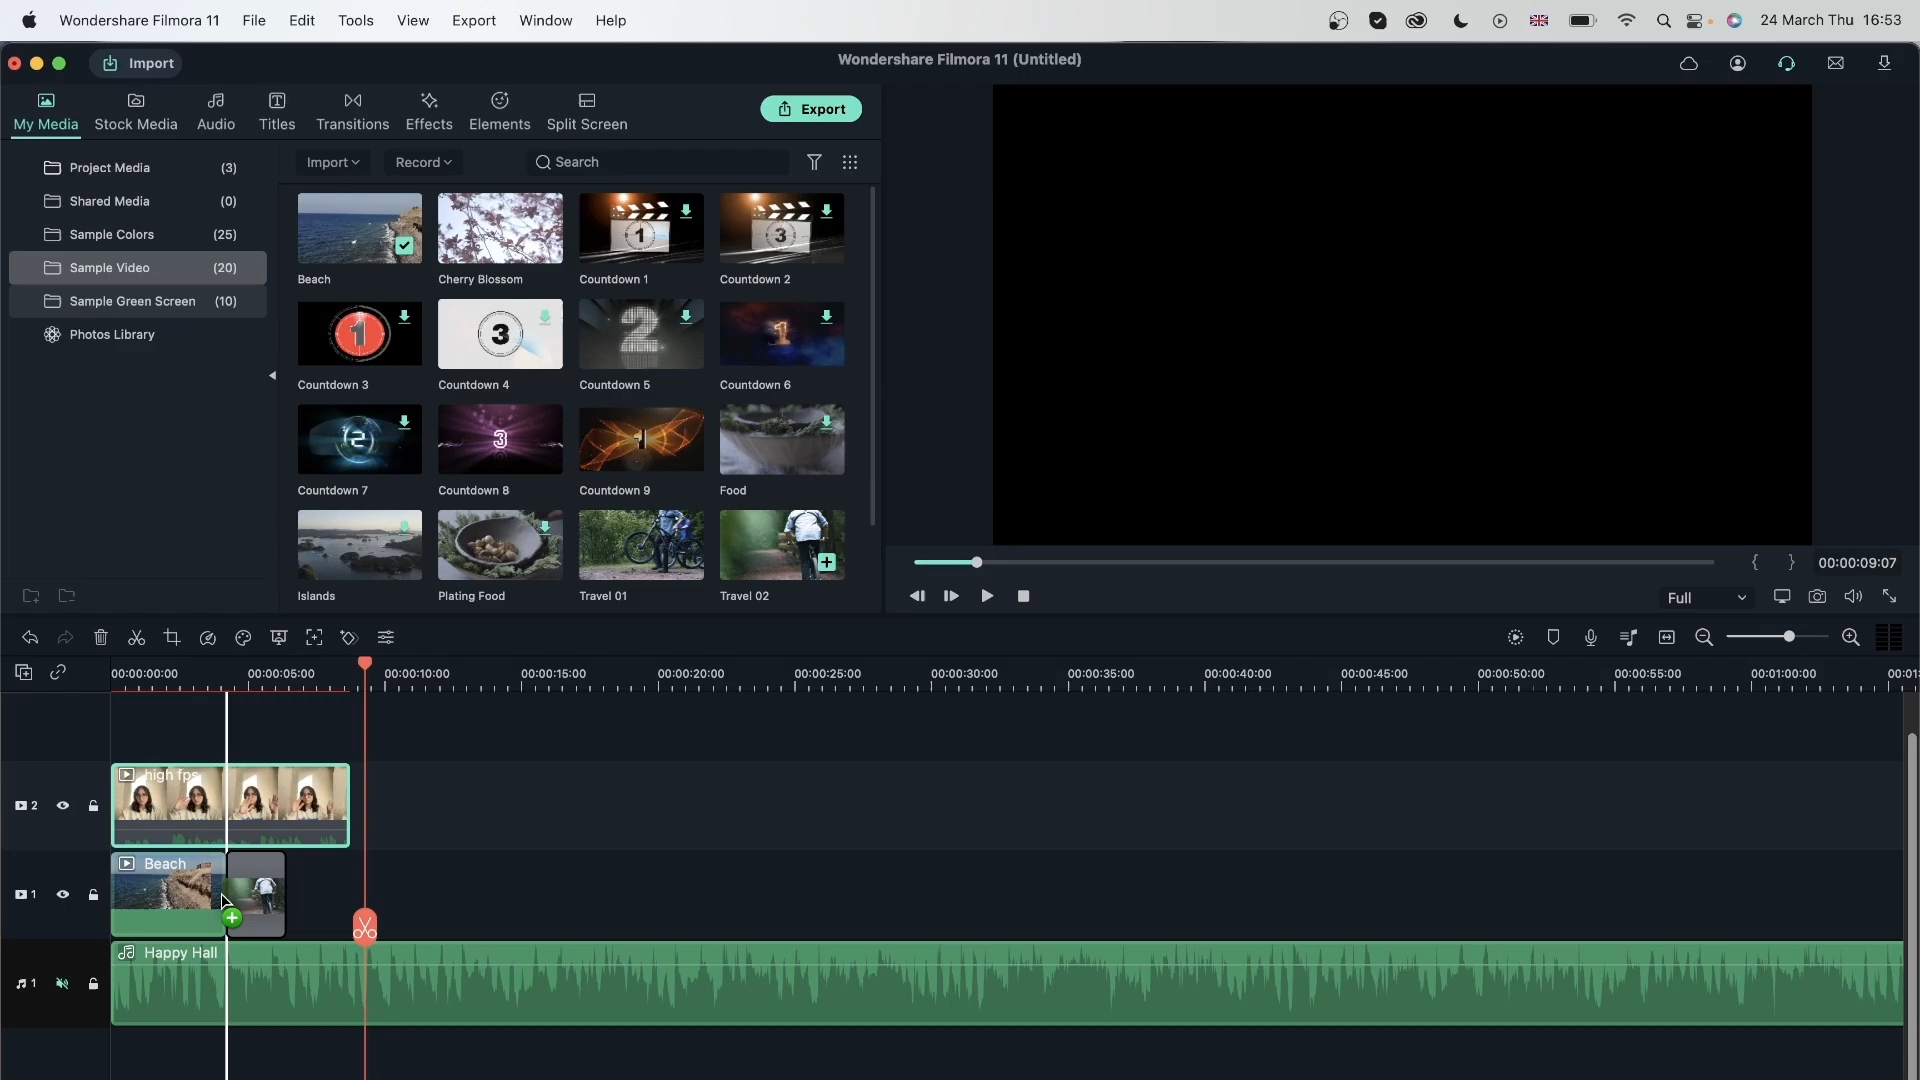 Wondershare Filmora 11 File Edit Tools View Export Window Help 24 March Thu 16:53
Import Wondershare Filmora 11 (Untitled)
My Media Stock Media Audio Titles Transitions Effects Elements Split Screen Export
Project Media (3)
Shared Media (0)
Sample Colors (25)
Sample Video (20)
Sample Green Screen (10)
Photos Library
Import Record Search
Beach Cherry Blossom Countdown 1 Countdown 2
Countdown 3 Countdown 4 Countdown 5 Countdown 6
Countdown 7 Countdown 8 Countdown 9 Food
Islands Plating Food Travel 01 Travel 02
{ } 00:00:09:07
Full
00:00:00:00 00:00:05:00 00:00:10:00 00:00:15:00 00:00:20:00 00:00:25:00 00:00:30:00 00:00:35:00 00:00:40:00 00:00:45:00 00:00:50:00 00:00:55:00 00:01:00:00
2 high fps
1 Beach
1 Happy Hall